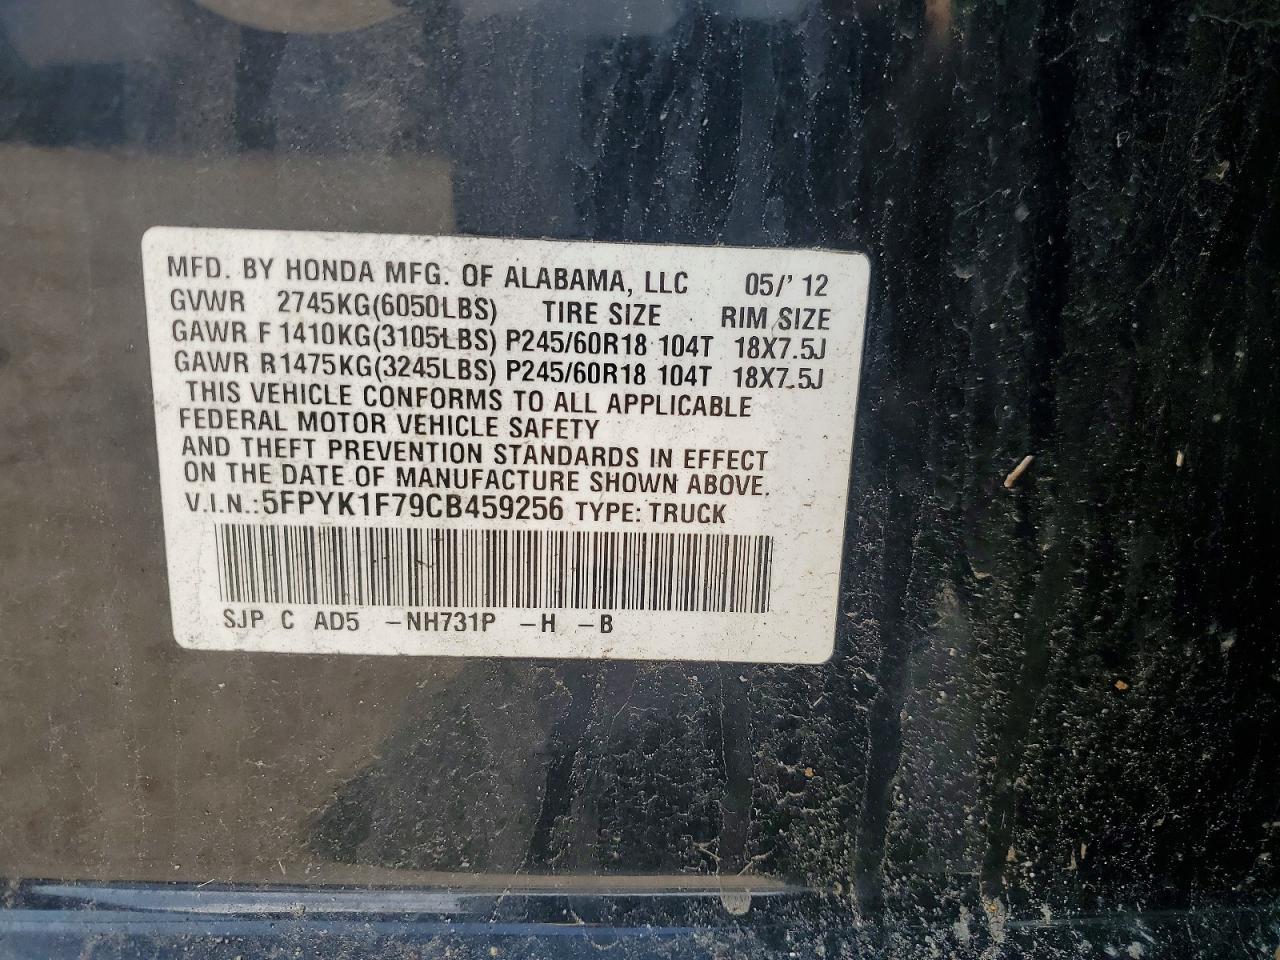 MFD. BY HONDA MFG. OF ALABAMA, LLC 05/'12
GVWR 2745KG(6050LBS) TIRE SIZE RIM SIZE
GAWR F 1410KG(3105LBS) P245/60R18 104T 18X7.5J
GAWR R1475KG(3245LBS) P245/60R18 104T 18X7.5J
THIS VEHICLE CONFORMS TO ALL APPLICABLE
FEDERAL MOTOR VEHICLE SAFETY
AND THEFT PREVENTION STANDARDS IN EFFECT
ON THE DATE OF MANUFACTURE SHOWN ABOVE.
V.I.N.:5FPYK1F79CB459256 TYPE: TRUCK
SJP C AD5 -NH731P -H -B